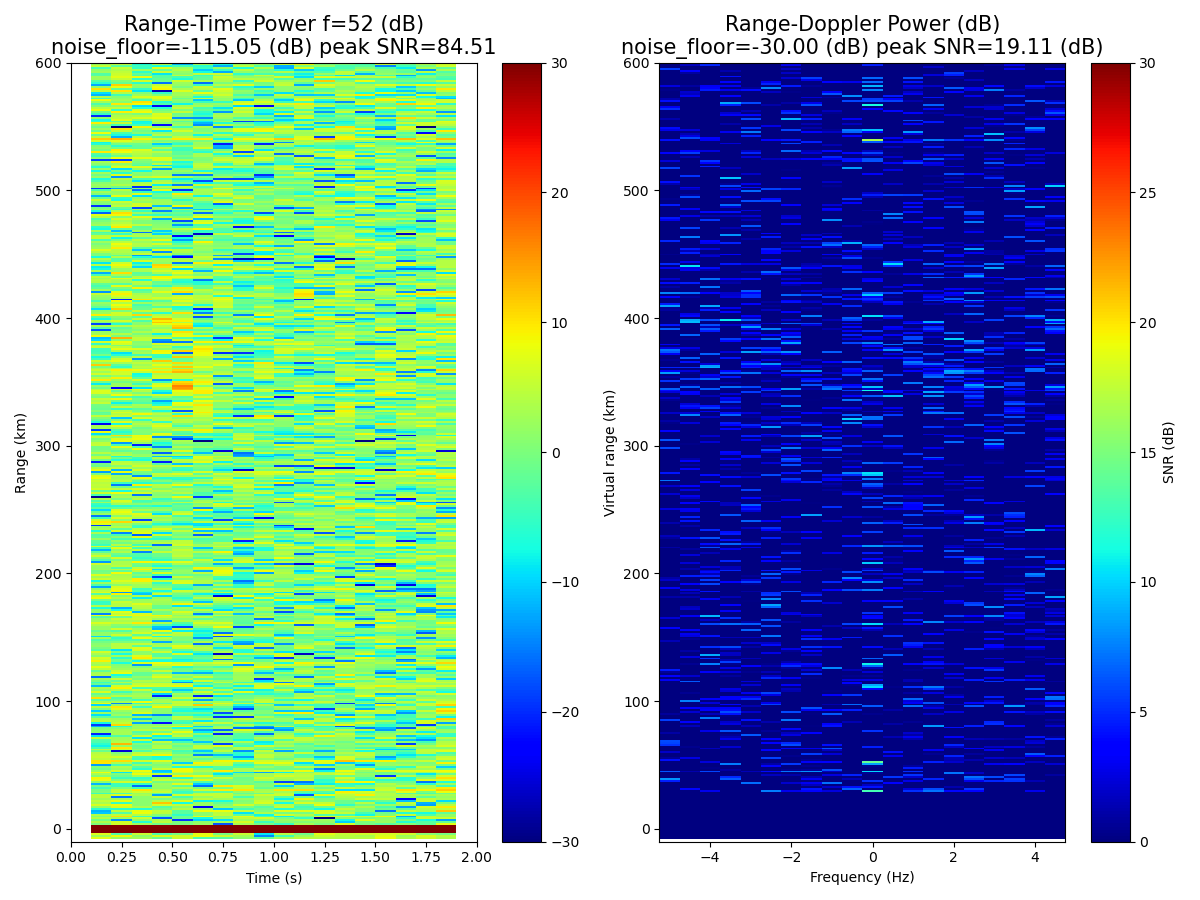 Range-Time Power f=52 (dB)
noise_floor=-115.05 (dB) peak SNR=84.51
600
500
400
300
200
100
0
Range (km)
0.00 0.25 0.50 0.75 1.00 1.25 1.50 1.75 2.00
Time (s)
30
20
10
0
−10
−20
−30
Range-Doppler Power (dB)
noise_floor=-30.00 (dB) peak SNR=19.11 (dB)
600
500
400
300
200
100
0
Virtual range (km)
−4 −2 0 2 4
Frequency (Hz)
30
25
20
15
10
5
0
SNR (dB)